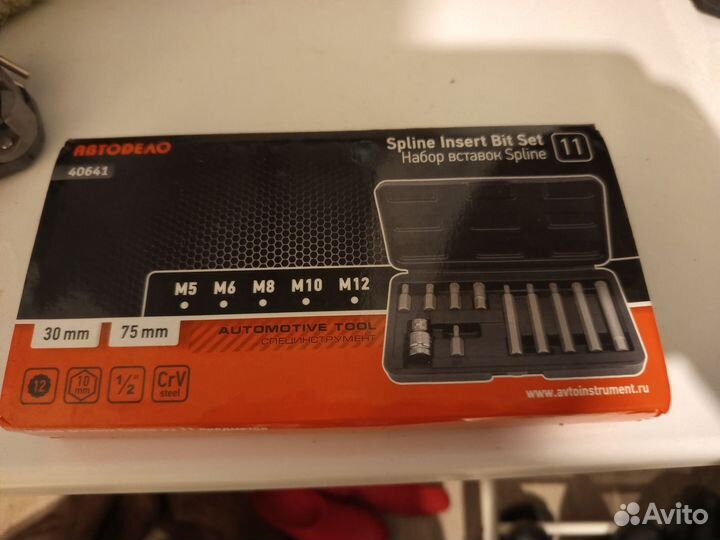 АВТОDЕЛО
40641
Spline Insert Bit Set
Набор вставок Spline
11
M5 M6 M8 M10 M12
30 mm 75 mm
AUTOMOTIVE TOOL
СПЕЦИНСТРУМЕНТ
12
10 mm
1/2"
CrV steel
www.avtoinstrument.ru
Avito